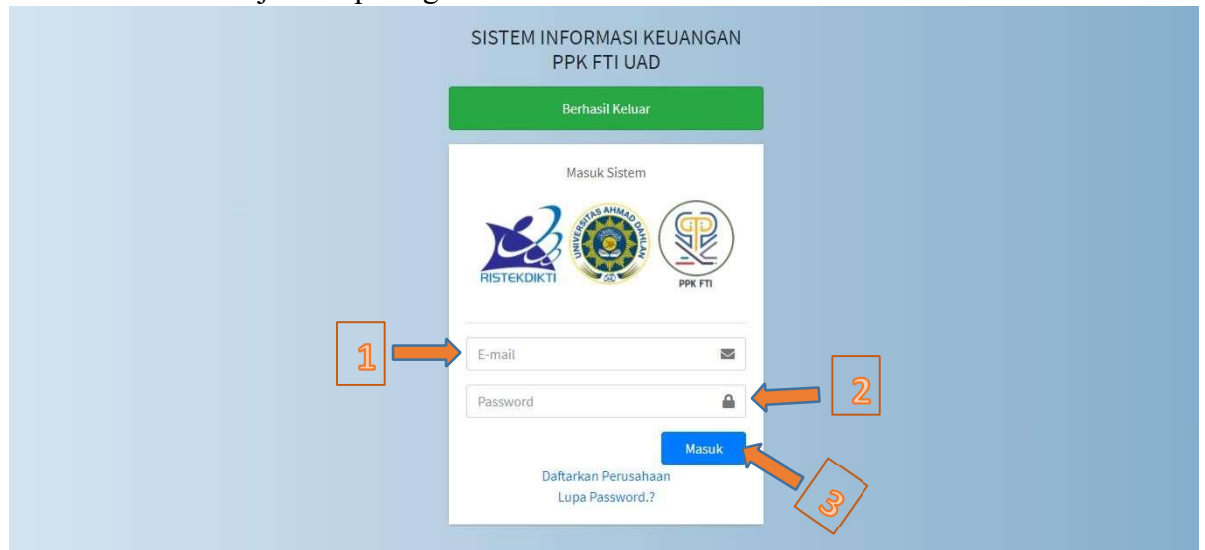 SISTEM INFORMASI KEUANGAN
PPK FTI UAD
Berhasil Keluar
Masuk Sistem
UNIVERSITAS AHMAD DAHLAN
RISTEKDIKTI
PPK FTI
1
E-mail
2
Password
Masuk
Daftarkan Perusahaan
3
Lupa Password.?